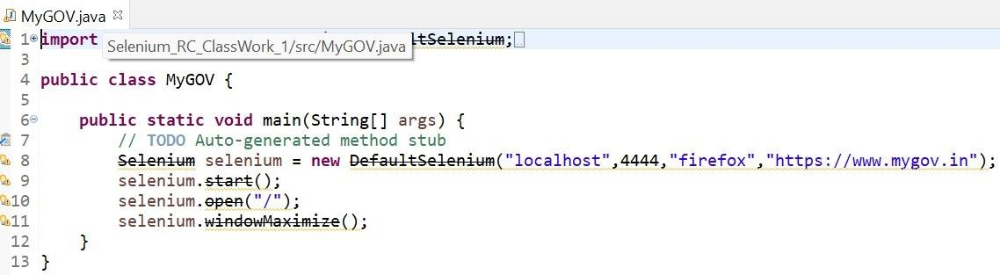 MyGOV.java
1 import ltSelenium;
Selenium_RC_ClassWork_1/src/MyGOV.java
3
4 public class MyGOV {
5
6 public static void main(String[] args) {
7 // TODO Auto-generated method stub
8 Selenium selenium = new DefaultSelenium("localhost",4444,"firefox","https://www.mygov.in");
9 selenium.start();
10 selenium.open("/");
11 selenium.windowMaximize();
12 }
13 }